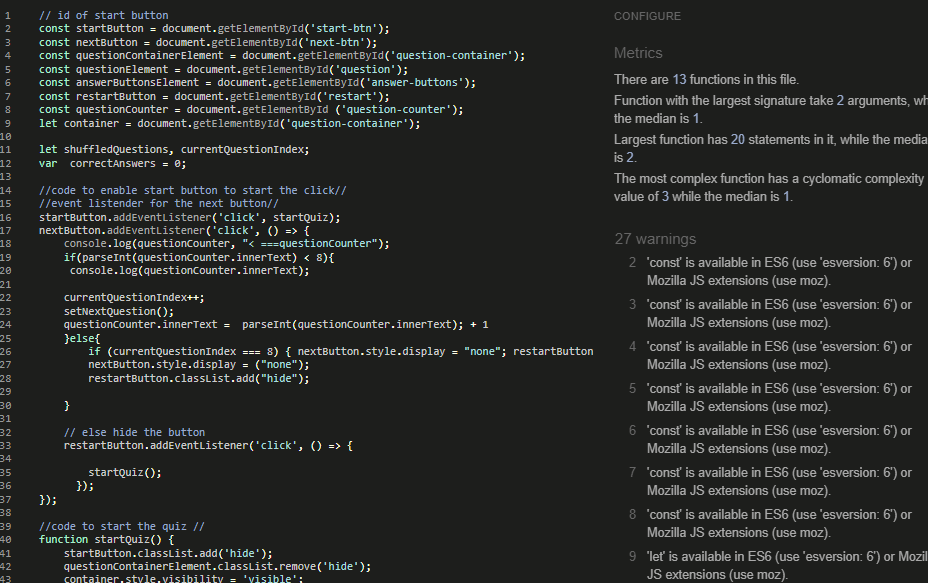 1 // id of start button
2 const startButton = document.getElementById('start-btn');
3 const nextButton = document.getElementById('next-btn');
4 const questionContainerElement = document.getElementById('question-container');
5 const questionElement = document.getElementById('question');
6 const answerButtonsElement = document.getElementById('answer-buttons');
7 const restartButton = document.getElementById('restart');
8 const questionCounter = document.getElementById ('question-counter');
9 let container = document.getElementById('question-container');
10
11 let shuffledQuestions, currentQuestionIndex;
12 var  correctAnswers = 0;
13
14 //code to enable start button to start the click//
15 //event listender for the next button//
16 startButton.addEventListener('click', startQuiz);
17 nextButton.addEventListener('click', () => {
18     console.log(questionCounter, "< ===questionCounter");
19     if(parseInt(questionCounter.innerText) < 8){
20      console.log(questionCounter.innerText);
21
22     currentQuestionIndex++;
23     setNextQuestion();
24     questionCounter.innerText =  parseInt(questionCounter.innerText); + 1
25     }else{
26         if (currentQuestionIndex === 8) { nextButton.style.display = "none"; restartButton
27         nextButton.style.display = ("none");
28         restartButton.classList.add("hide");
29
30     }
31
32     // else hide the button
33     restartButton.addEventListener('click', () => {
34
35         startQuiz();
36       });
37 });
38
39 //code to start the quiz //
40 function startQuiz() {
41     startButton.classList.add('hide');
42     questionContainerElement.classList.remove('hide');
43     container.style.visibility = 'visible';
CONFIGURE
Metrics
There are 13 functions in this file.
Function with the largest signature take 2 arguments, wh
the median is 1.
Largest function has 20 statements in it, while the media
is 2.
The most complex function has a cyclomatic complexity
value of 3 while the median is 1.
27 warnings
2 'const' is available in ES6 (use 'esversion: 6') or
Mozilla JS extensions (use moz).
3 'const' is available in ES6 (use 'esversion: 6') or
Mozilla JS extensions (use moz).
4 'const' is available in ES6 (use 'esversion: 6') or
Mozilla JS extensions (use moz).
5 'const' is available in ES6 (use 'esversion: 6') or
Mozilla JS extensions (use moz).
6 'const' is available in ES6 (use 'esversion: 6') or
Mozilla JS extensions (use moz).
7 'const' is available in ES6 (use 'esversion: 6') or
Mozilla JS extensions (use moz).
8 'const' is available in ES6 (use 'esversion: 6') or
Mozilla JS extensions (use moz).
9 'let' is available in ES6 (use 'esversion: 6') or Mozil
JS extensions (use moz).